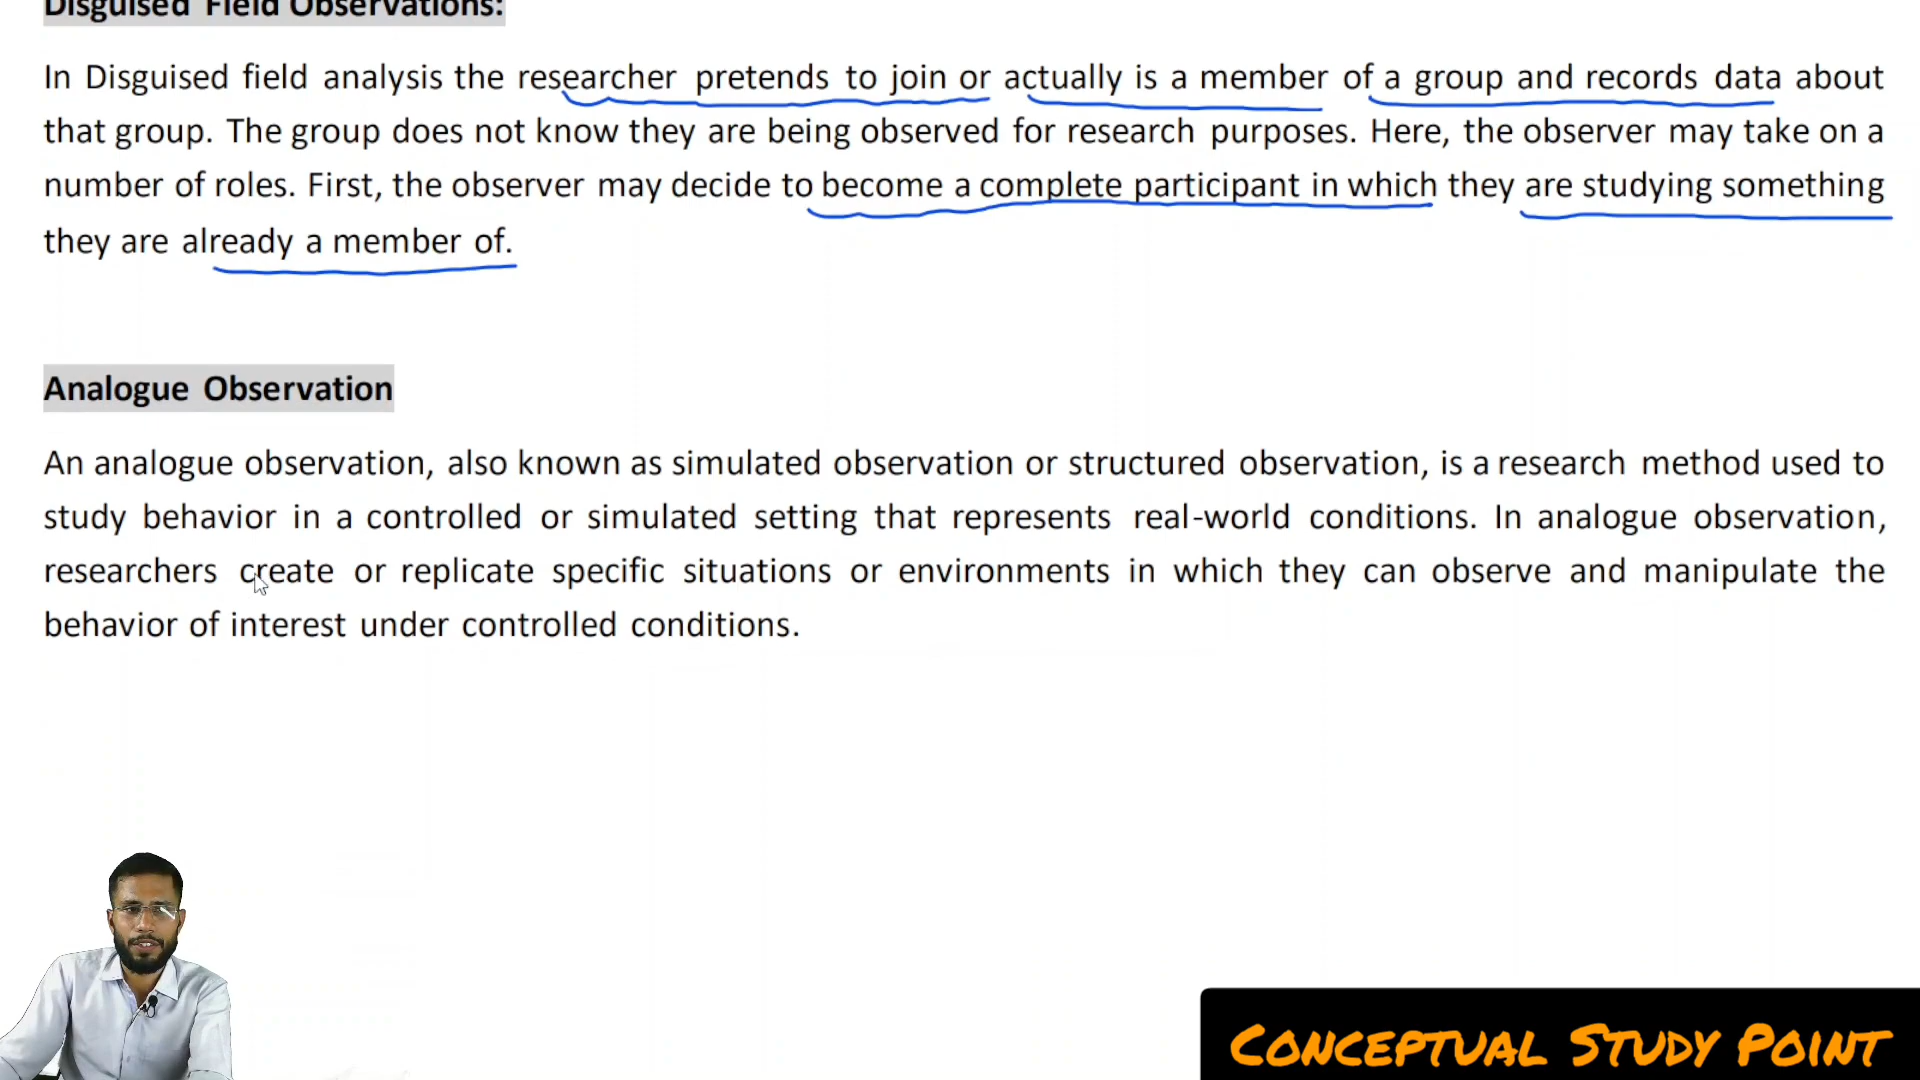 Disguised Field Observations:
In Disguised field analysis the researcher pretends to join or actually is a member of a group and records data about
that group. The group does not know they are being observed for research purposes. Here, the observer may take on a
number of roles. First, the observer may decide to become a complete participant in which they are studying something
they are already a member of.
Analogue Observation
An analogue observation, also known as simulated observation or structured observation, is a research method used to
study behavior in a controlled or simulated setting that represents real-world conditions. In analogue observation,
researchers create or replicate specific situations or environments in which they can observe and manipulate the
behavior of interest under controlled conditions.
CONCEPTUAL STUDY POINT